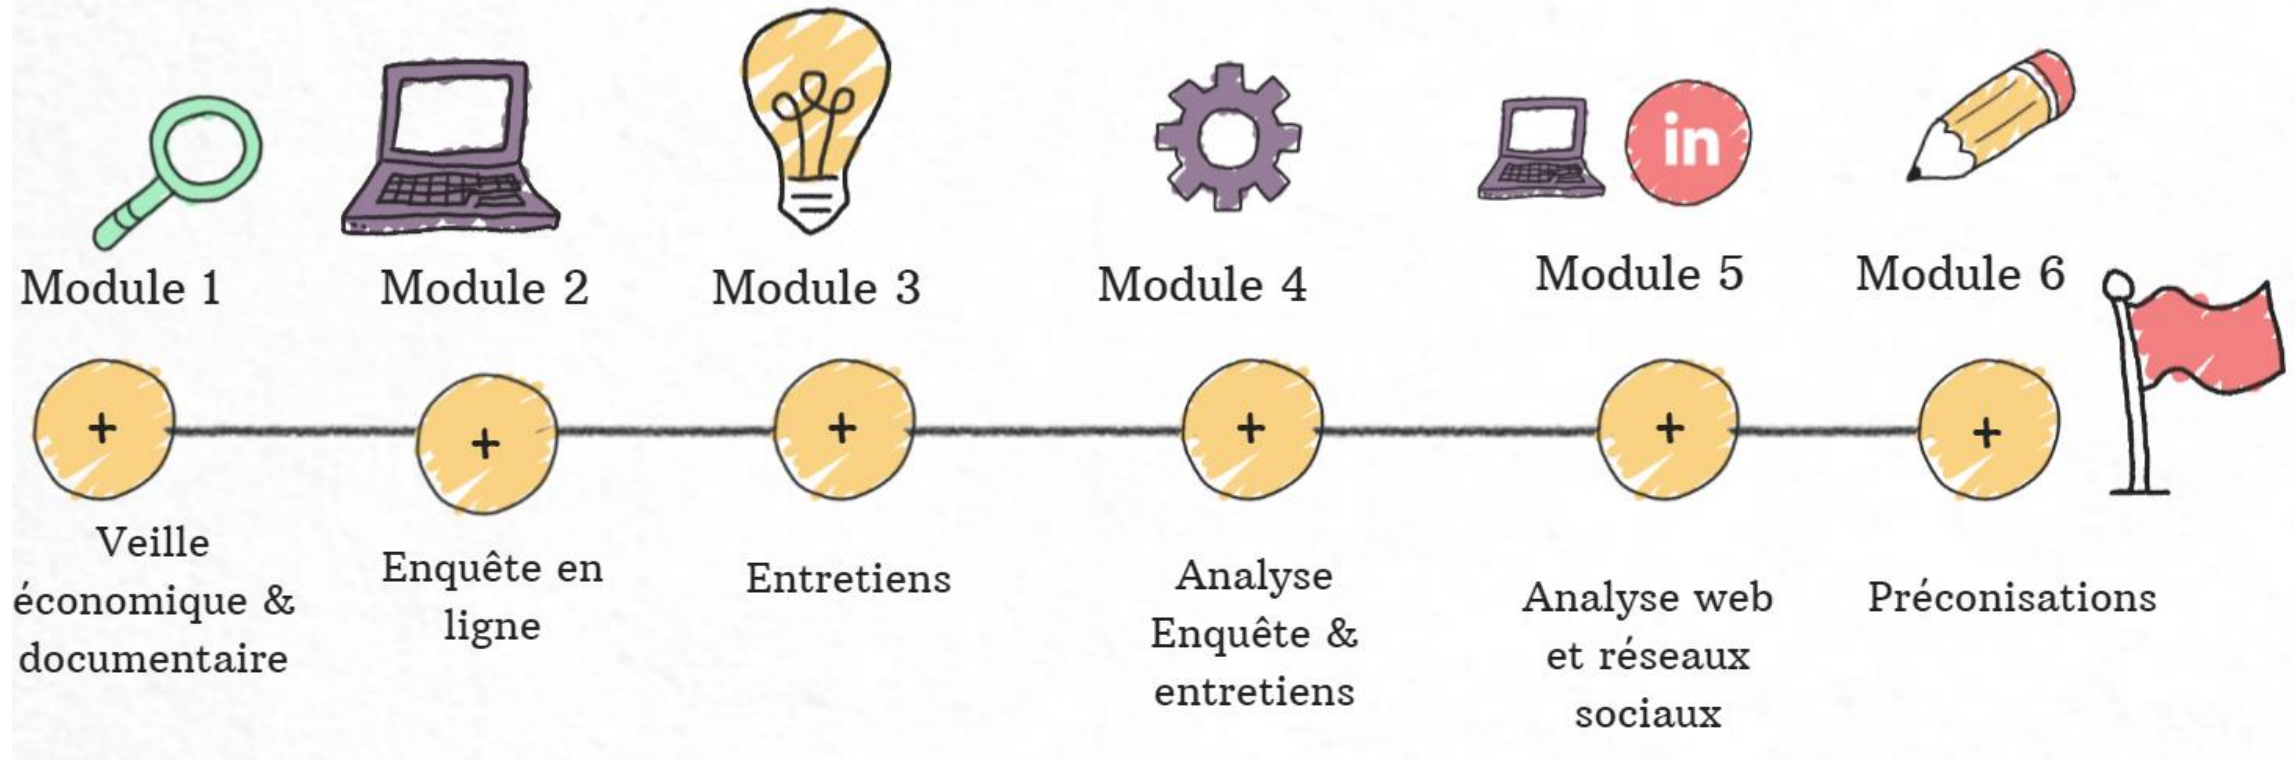 in
Module 1
Module 2
Module 3
Module 4
Module 5
Module 6
+
+
+
+
+
+
Veille
économique &
documentaire
Enquête en
ligne
Entretiens
Analyse
Enquête &
entretiens
Analyse web
et réseaux
sociaux
Préconisations